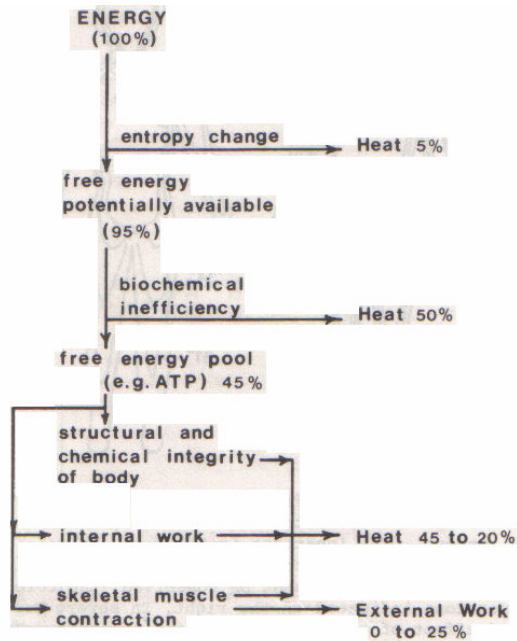 ENERGY
(100%)
entropy change
Heat 5%
free energy
potentially available
(95%)
biochemical
inefficiency
Heat 50%
free energy pool
(e.g. ATP) 45%
structural and
chemical integrity
of body
internal work
Heat 45 to 20%
skeletal muscle
contraction
External Work
0 to 25%